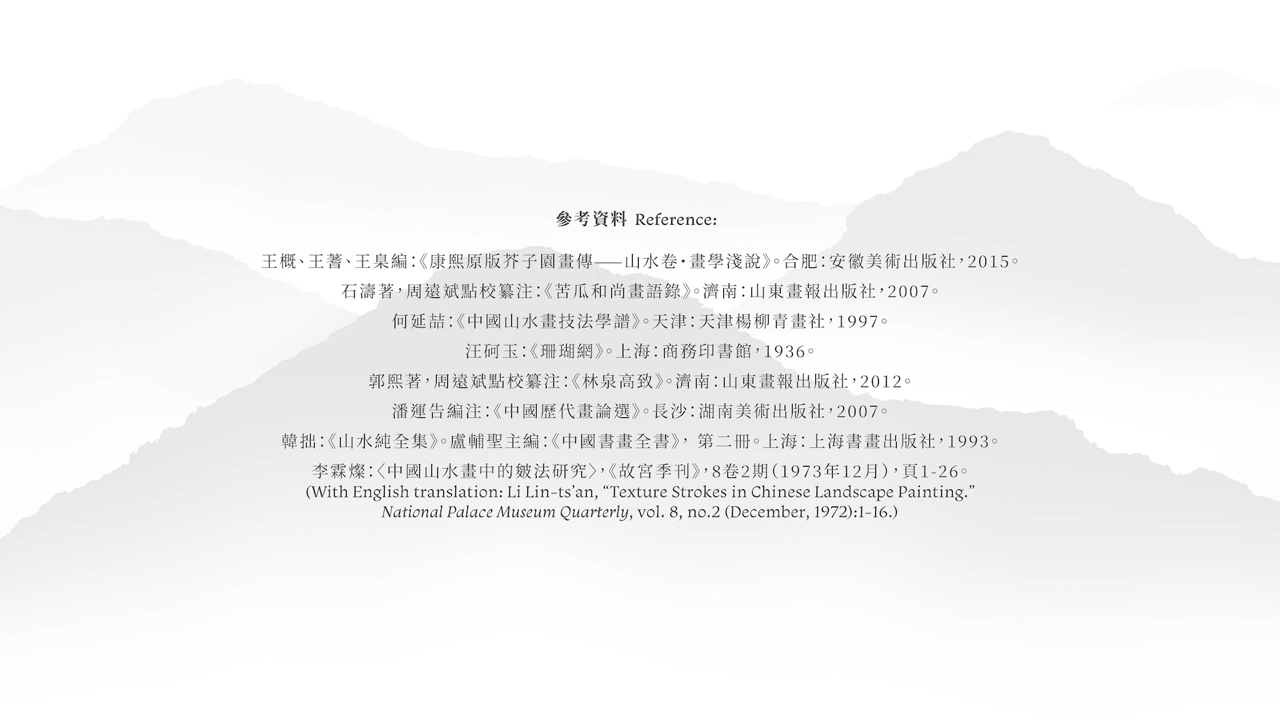 參考資料 Reference:
王概、王蓍、王臬編：《康熙原版芥子園畫傳——山水卷·畫學淺說》。合肥：安徽美術出版社，2015。
石濤著，周遠斌點校纂注：《苦瓜和尚畫語錄》。濟南：山東畫報出版社，2007。
何延喆：《中國山水畫技法學譜》。天津：天津楊柳青畫社，1997。
汪砢玉：《珊瑚網》。上海：商務印書館，1936。
郭熙著，周遠斌點校纂注：《林泉高致》。濟南：山東畫報出版社，2012。
潘運告編注：《中國歷代畫論選》。長沙：湖南美術出版社，2007。
韓拙：《山水純全集》。盧輔聖主編：《中國書畫全書》， 第二冊。上海：上海書畫出版社，1993。
李霖燦：〈中國山水畫中的皴法研究〉，《故宮季刊》，8卷2期（1973年12月），頁1-26。
(With English translation: Li Lin-ts’an, “Texture Strokes in Chinese Landscape Painting.”
National Palace Museum Quarterly, vol. 8, no.2 (December, 1972):1-16.)